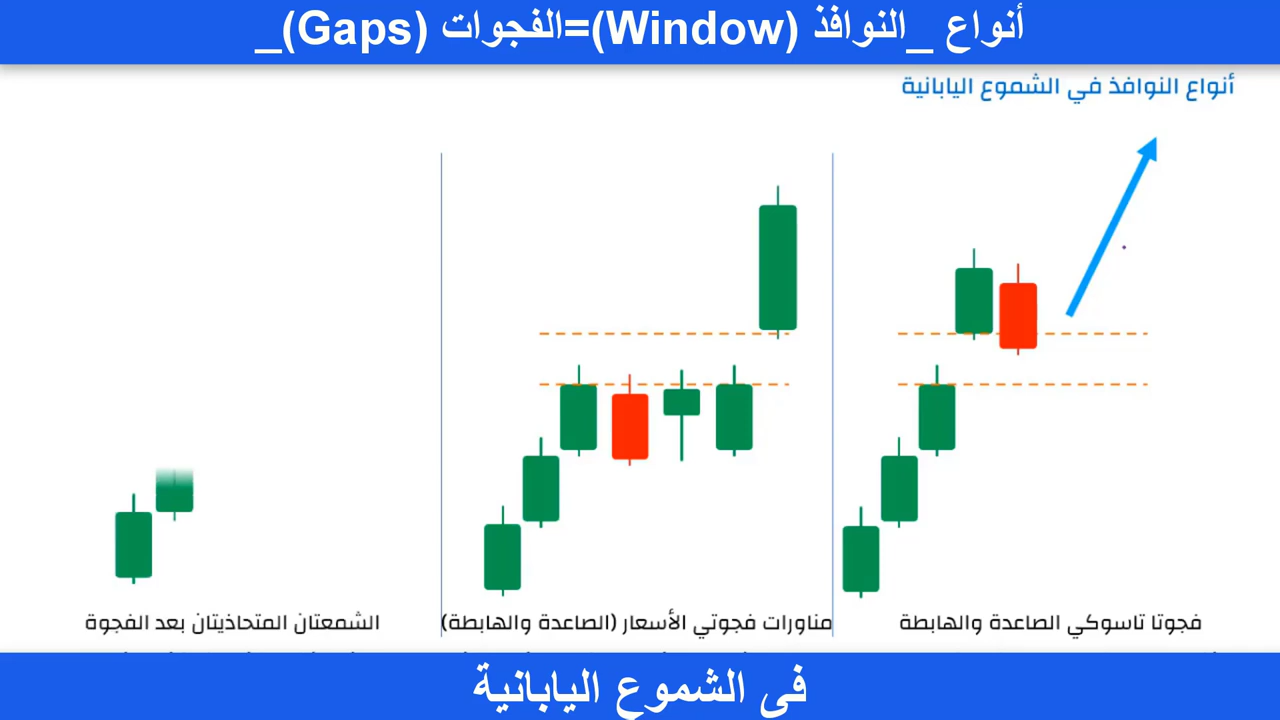 أنواع _النوافذ (Window)=الفجوات (Gaps)_
أنواع النوافذ في الشموع اليابانية
فجوتا تاسوكي الصاعدة والهابطة
مناورات فجوتي الأسعار (الصاعدة والهابطة)
الشمعتان المتحاذيتان بعد الفجوة
في الشموع اليابانية